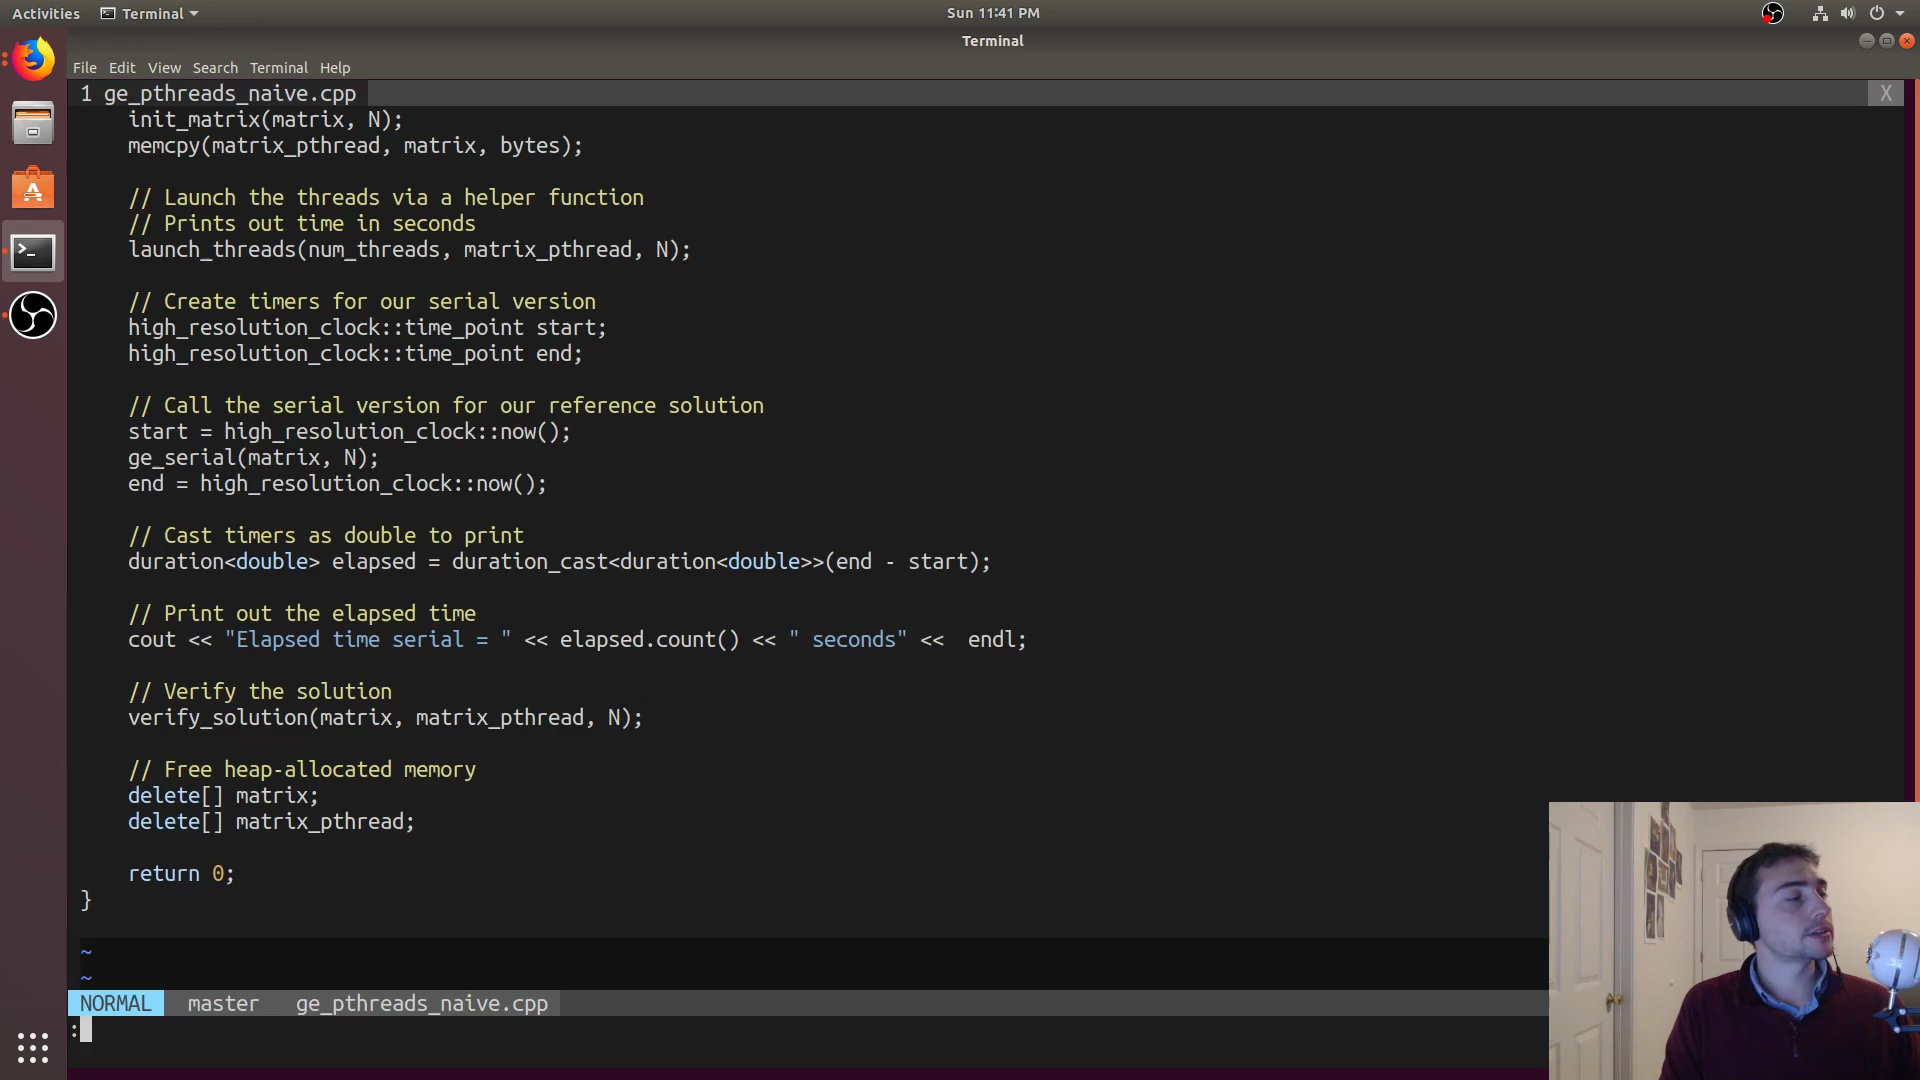 Activities
Terminal
Sun 11:41 PM
Terminal
File Edit View Search Terminal Help
1 ge_pthreads_naive.cpp
X
init_matrix(matrix, N);
memcpy(matrix_pthread, matrix, bytes);
// Launch the threads via a helper function
// Prints out time in seconds
launch_threads(num_threads, matrix_pthread, N);
// Create timers for our serial version
high_resolution_clock::time_point start;
high_resolution_clock::time_point end;
// Call the serial version for our reference solution
start = high_resolution_clock::now();
ge_serial(matrix, N);
end = high_resolution_clock::now();
// Cast timers as double to print
duration<double> elapsed = duration_cast<duration<double>>(end - start);
// Print out the elapsed time
cout << "Elapsed time serial = " << elapsed.count() << " seconds" <<  endl;
// Verify the solution
verify_solution(matrix, matrix_pthread, N);
// Free heap-allocated memory
delete[] matrix;
delete[] matrix_pthread;
return 0;
}
~
~
NORMAL master ge_pthreads_naive.cpp
: